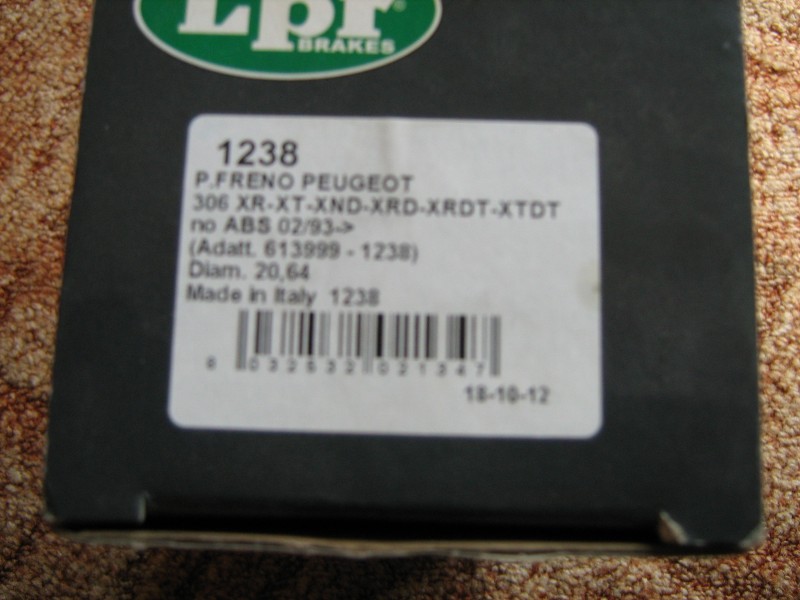 Lpr®
BRAKES
1238
P.FRENO PEUGEOT
306 XR-XT-XND-XRD-XRDT-XTDT
no ABS 02/93->
(Adatt. 613999 - 1238)
Diam. 20,64
Made in Italy 1238
8 032532 021347
18-10-12